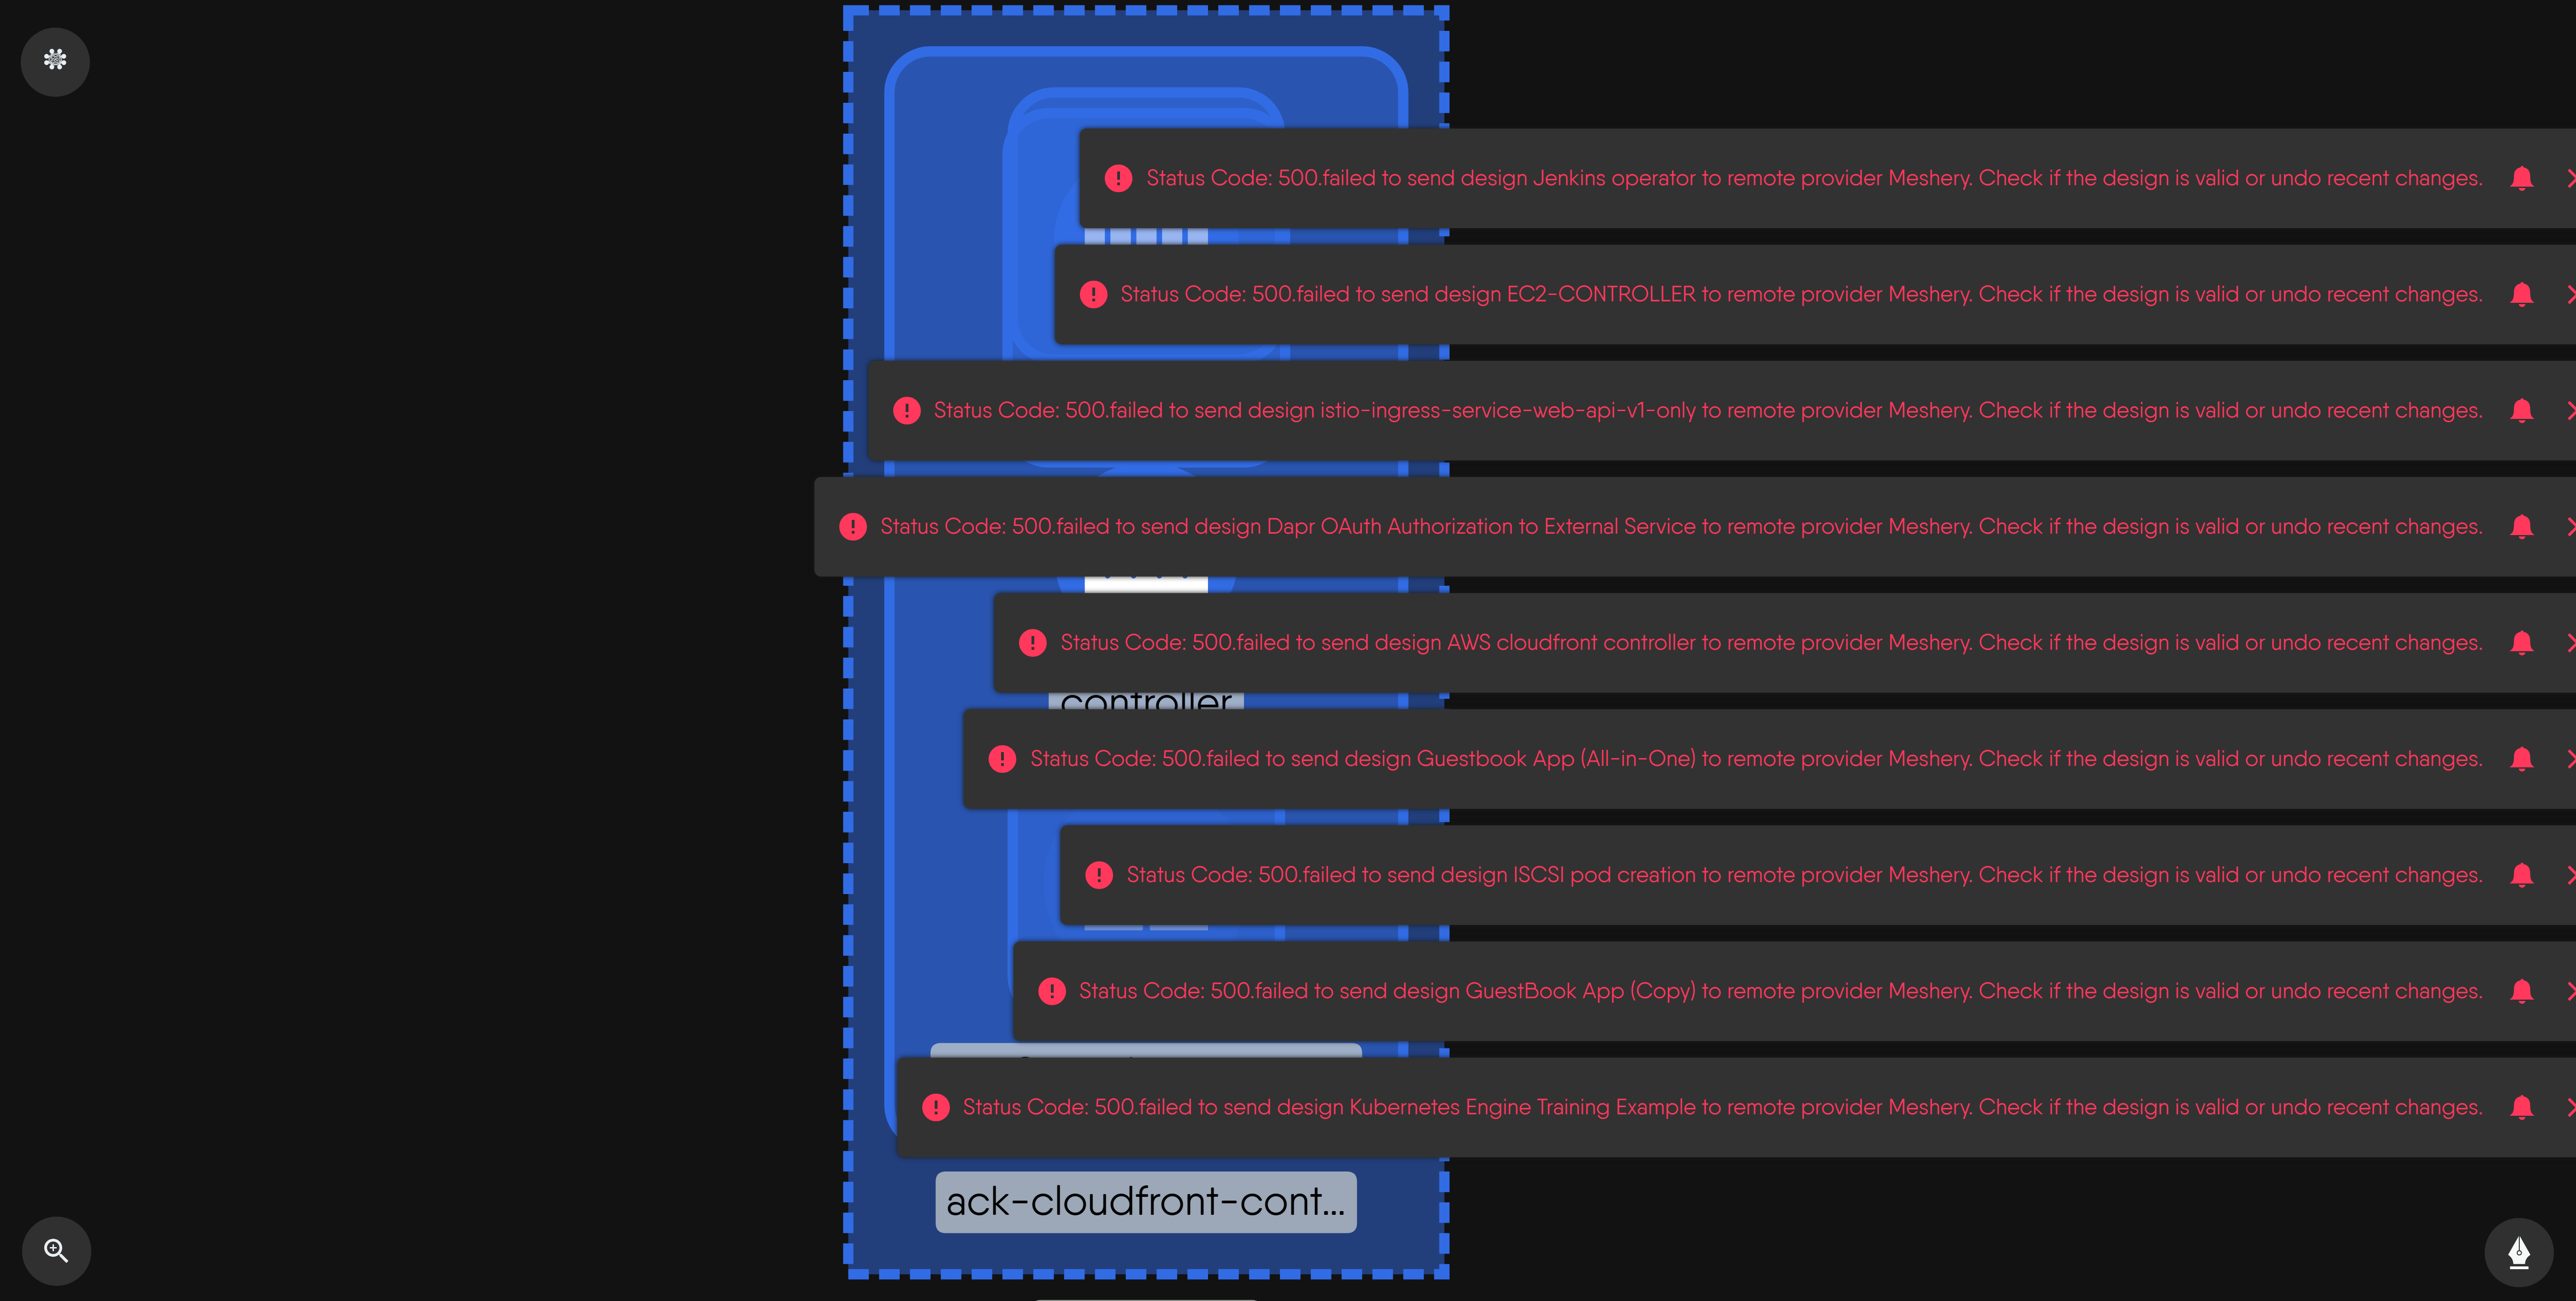 Status Code: 500.failed to send design Jenkins operator to remote provider Meshery. Check if the design is valid or undo recent changes.
Status Code: 500.failed to send design EC2-CONTROLLER to remote provider Meshery. Check if the design is valid or undo recent changes.
Status Code: 500.failed to send design istio-ingress-service-web-api-v1-only to remote provider Meshery. Check if the design is valid or undo recent changes.
Status Code: 500.failed to send design Dapr OAuth Authorization to External Service to remote provider Meshery. Check if the design is valid or undo recent changes.
Status Code: 500.failed to send design AWS cloudfront controller to remote provider Meshery. Check if the design is valid or undo recent changes.
controller
Status Code: 500.failed to send design Guestbook App (All-in-One) to remote provider Meshery. Check if the design is valid or undo recent changes.
Status Code: 500.failed to send design ISCSI pod creation to remote provider Meshery. Check if the design is valid or undo recent changes.
Status Code: 500.failed to send design GuestBook App (Copy) to remote provider Meshery. Check if the design is valid or undo recent changes.
Status Code: 500.failed to send design Kubernetes Engine Training Example to remote provider Meshery. Check if the design is valid or undo recent changes.
ack-cloudfront-cont...